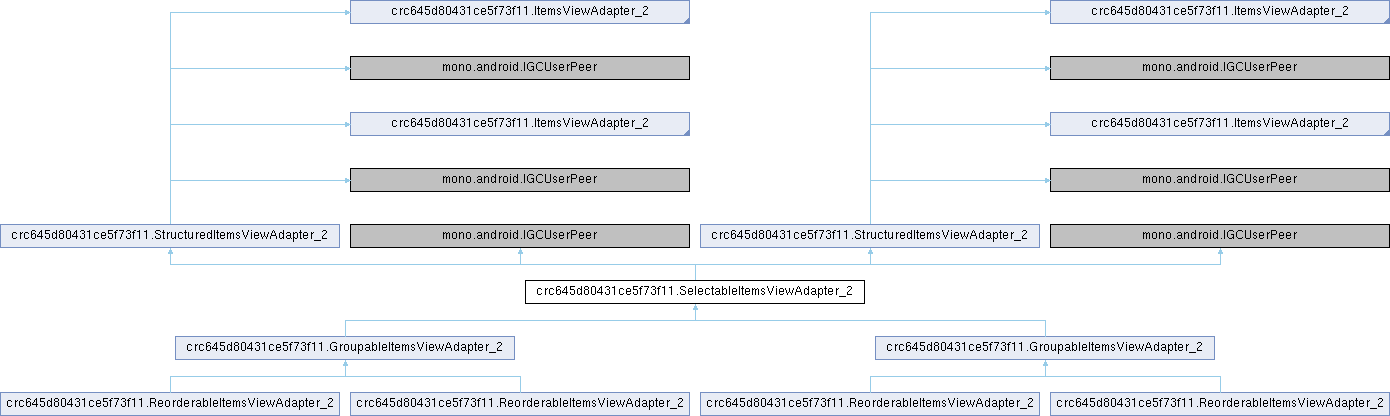 crc645d80431ce5f73f11.ItemsViewAdapter_2
crc645d80431ce5f73f11.ItemsViewAdapter_2
mono.android.IGCUserPeer
mono.android.IGCUserPeer
crc645d80431ce5f73f11.ItemsViewAdapter_2
crc645d80431ce5f73f11.ItemsViewAdapter_2
mono.android.IGCUserPeer
mono.android.IGCUserPeer
crc645d80431ce5f73f11.StructuredItemsViewAdapter_2
mono.android.IGCUserPeer
crc645d80431ce5f73f11.StructuredItemsViewAdapter_2
mono.android.IGCUserPeer
crc645d80431ce5f73f11.SelectableItemsViewAdapter_2
crc645d80431ce5f73f11.GroupableItemsViewAdapter_2
crc645d80431ce5f73f11.GroupableItemsViewAdapter_2
crc645d80431ce5f73f11.ReorderableItemsViewAdapter_2
crc645d80431ce5f73f11.ReorderableItemsViewAdapter_2
crc645d80431ce5f73f11.ReorderableItemsViewAdapter_2
crc645d80431ce5f73f11.ReorderableItemsViewAdapter_2